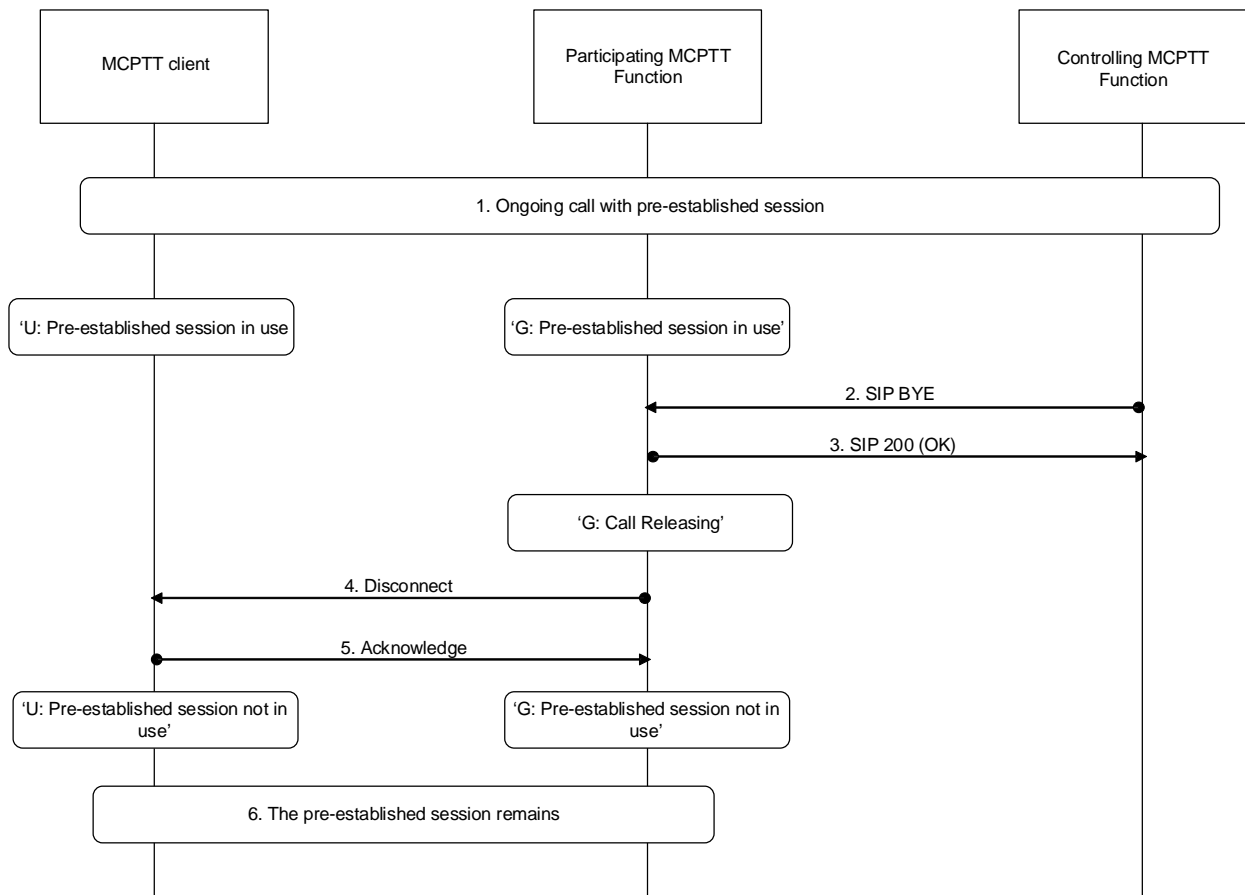 MCPTT client
Participating MCPTT
Function
Controlling MCPTT
Function
1. Ongoing call with pre-established session
‘U: Pre-established session in use
‘G: Pre-established session in use’
2. SIP BYE
3. SIP 200 (OK)
‘G: Call Releasing’
4. Disconnect
5. Acknowledge
‘U: Pre-established session not in
use’
‘G: Pre-established session not in
use’
6. The pre-established session remains